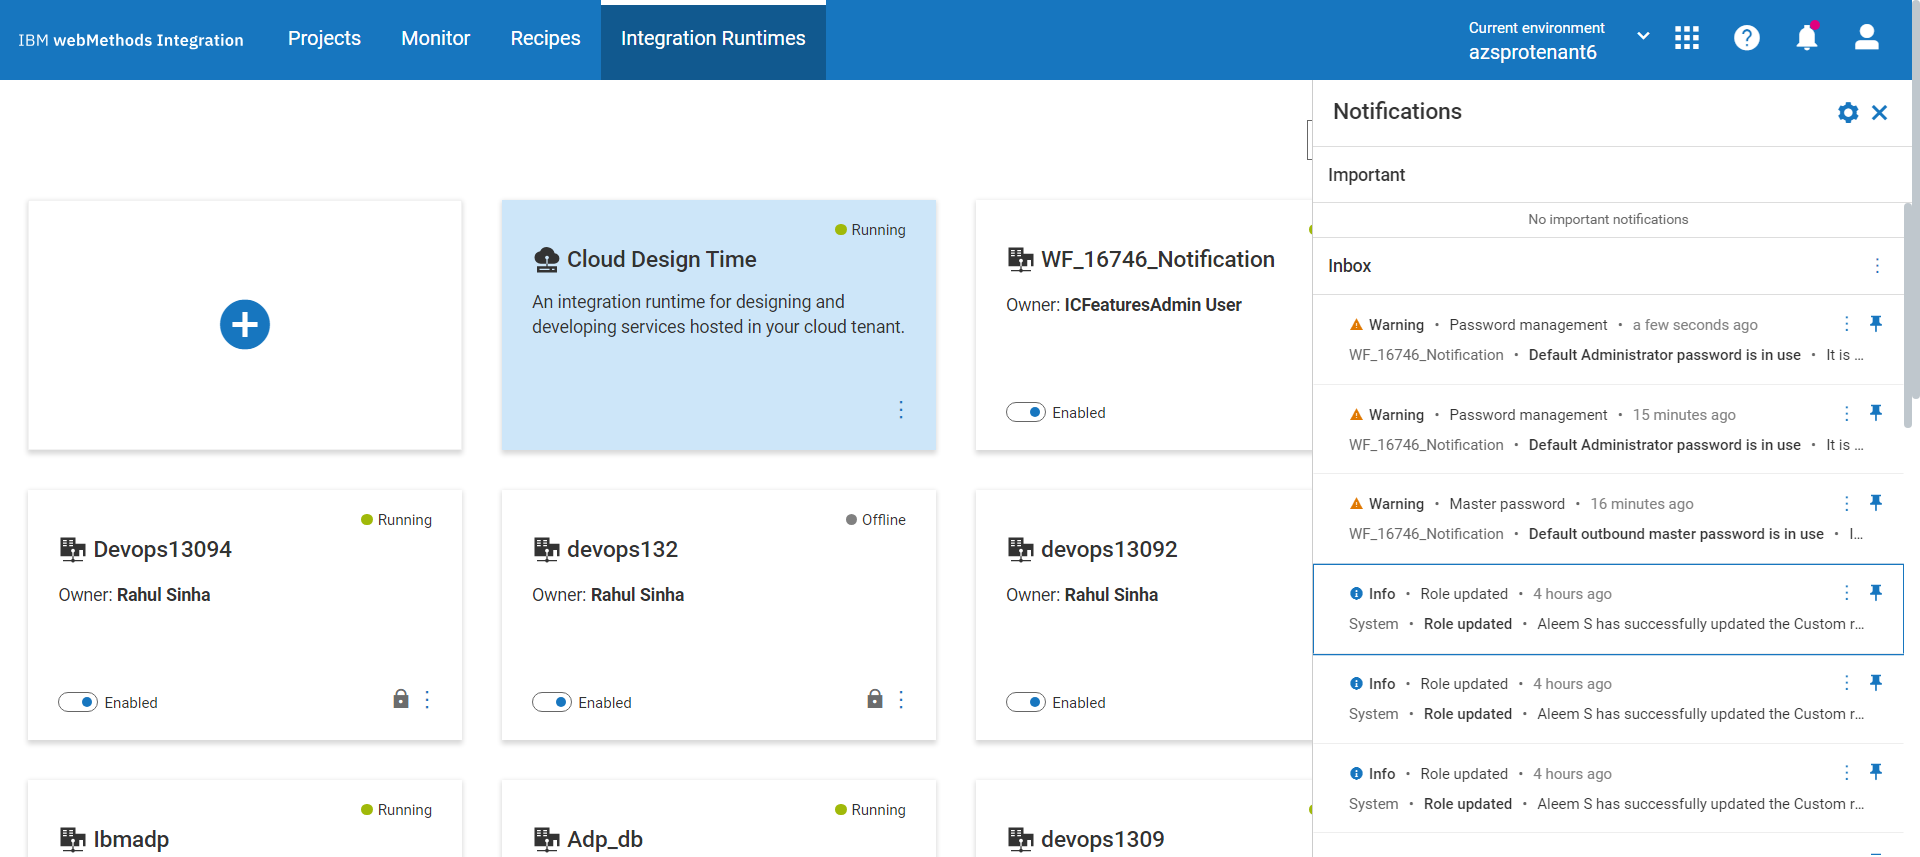 IBM webMethods Integration
Projects
Monitor
Recipes
Integration Runtimes
Current environment
azsprotenant6
Running
Cloud Design Time
An integration runtime for designing and
developing services hosted in your cloud tenant.
WF_16746_Notification
Owner: ICFeaturesAdmin User
Enabled
Running
Devops13094
Owner: Rahul Sinha
Enabled
Offline
devops132
Owner: Rahul Sinha
Enabled
devops13092
Owner: Rahul Sinha
Enabled
Running
Ibmadp
Running
Adp_db
devops1309
Notifications
Important
No important notifications
Inbox
Warning • Password management • a few seconds ago
WF_16746_Notification • Default Administrator password is in use • It is ...
Warning • Password management • 15 minutes ago
WF_16746_Notification • Default Administrator password is in use • It is ...
Warning • Master password • 16 minutes ago
WF_16746_Notification • Default outbound master password is in use • I...
Info • Role updated • 4 hours ago
System • Role updated • Aleem S has successfully updated the Custom r...
Info • Role updated • 4 hours ago
System • Role updated • Aleem S has successfully updated the Custom r...
Info • Role updated • 4 hours ago
System • Role updated • Aleem S has successfully updated the Custom r...